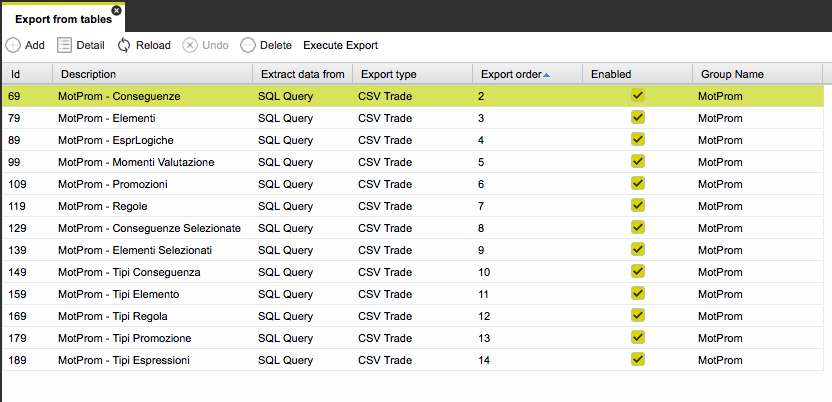 Export from tables
Add Detail Reload Undo Delete Execute Export
Id Description Extract data from Export type Export order Enabled Group Name
69 MotProm - Conseguenze SQL Query CSV Trade 2 MotProm
79 MotProm - Elementi SQL Query CSV Trade 3 MotProm
89 MotProm - EsprLogiche SQL Query CSV Trade 4 MotProm
99 MotProm - Momenti Valutazione SQL Query CSV Trade 5 MotProm
109 MotProm - Promozioni SQL Query CSV Trade 6 MotProm
119 MotProm - Regole SQL Query CSV Trade 7 MotProm
129 MotProm - Conseguenze Selezionate SQL Query CSV Trade 8 MotProm
139 MotProm - Elementi Selezionati SQL Query CSV Trade 9 MotProm
149 MotProm - Tipi Conseguenza SQL Query CSV Trade 10 MotProm
159 MotProm - Tipi Elemento SQL Query CSV Trade 11 MotProm
169 MotProm - Tipi Regola SQL Query CSV Trade 12 MotProm
179 MotProm - Tipi Promozione SQL Query CSV Trade 13 MotProm
189 MotProm - Tipi Espressioni SQL Query CSV Trade 14 MotProm